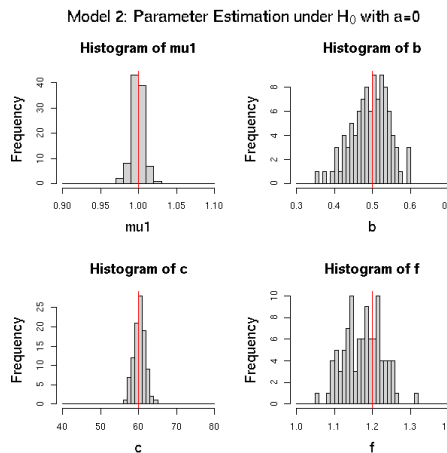 Model 2: Parameter Estimation under H₀ with a=0
Histogram of mu1
Frequency
0 10 20 30 40
0.90 0.95 1.00 1.05 1.10
mu1
Histogram of b
Frequency
0 2 4 6 8
0.3 0.4 0.5 0.6
b
Histogram of c
Frequency
0 5 10 15 20 25
40 50 60 70 80
c
Histogram of f
Frequency
0 2 4 6 8 10
1.0 1.1 1.2 1.3
f